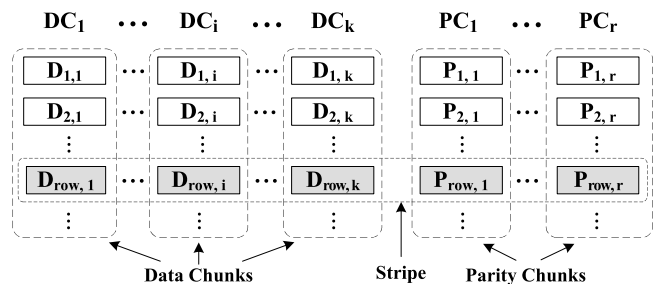 DC1 ··· DCi ··· DCk PC1 ··· PCr
D1,1 ··· D1, i ··· D1, k P1, 1 ··· P1, r
D2,1 ··· D2, i ··· D2, k P2, 1 ··· P2, r
⋮ ⋮ ⋮ ⋮ ⋮
Drow, 1 ··· Drow, i ··· Drow, k Prow, 1 ··· Prow, r
⋮ ⋮ ⋮ ⋮ ⋮
Data Chunks Stripe Parity Chunks